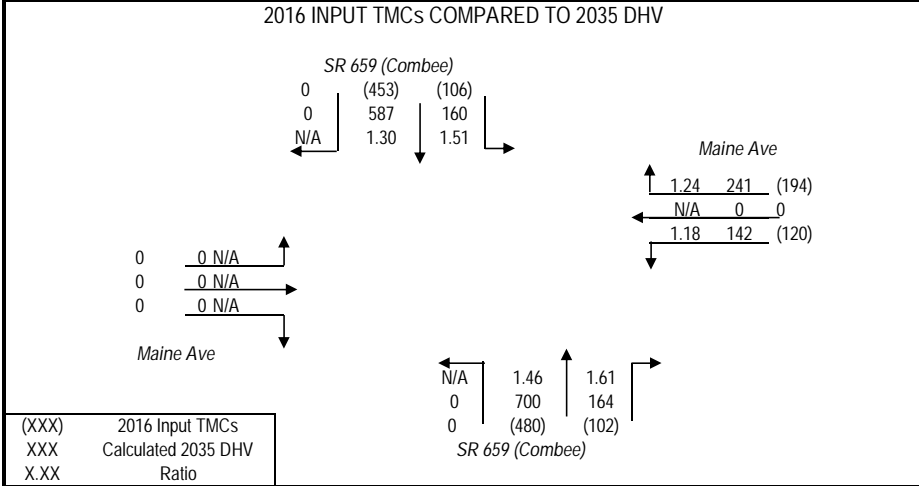 2016 INPUT TMCs COMPARED TO 2035 DHV
SR 659 (Combee)
0 (453) (106)
0 587 160
N/A 1.30 1.51
Maine Ave
1.24 241 (194)
N/A 0 0
1.18 142 (120)
0 0 N/A
0 0 N/A
0 0 N/A
Maine Ave
N/A 1.46 1.61
0 700 164
0 (480) (102)
SR 659 (Combee)
(XXX) 2016 Input TMCs
XXX Calculated 2035 DHV
X.XX Ratio